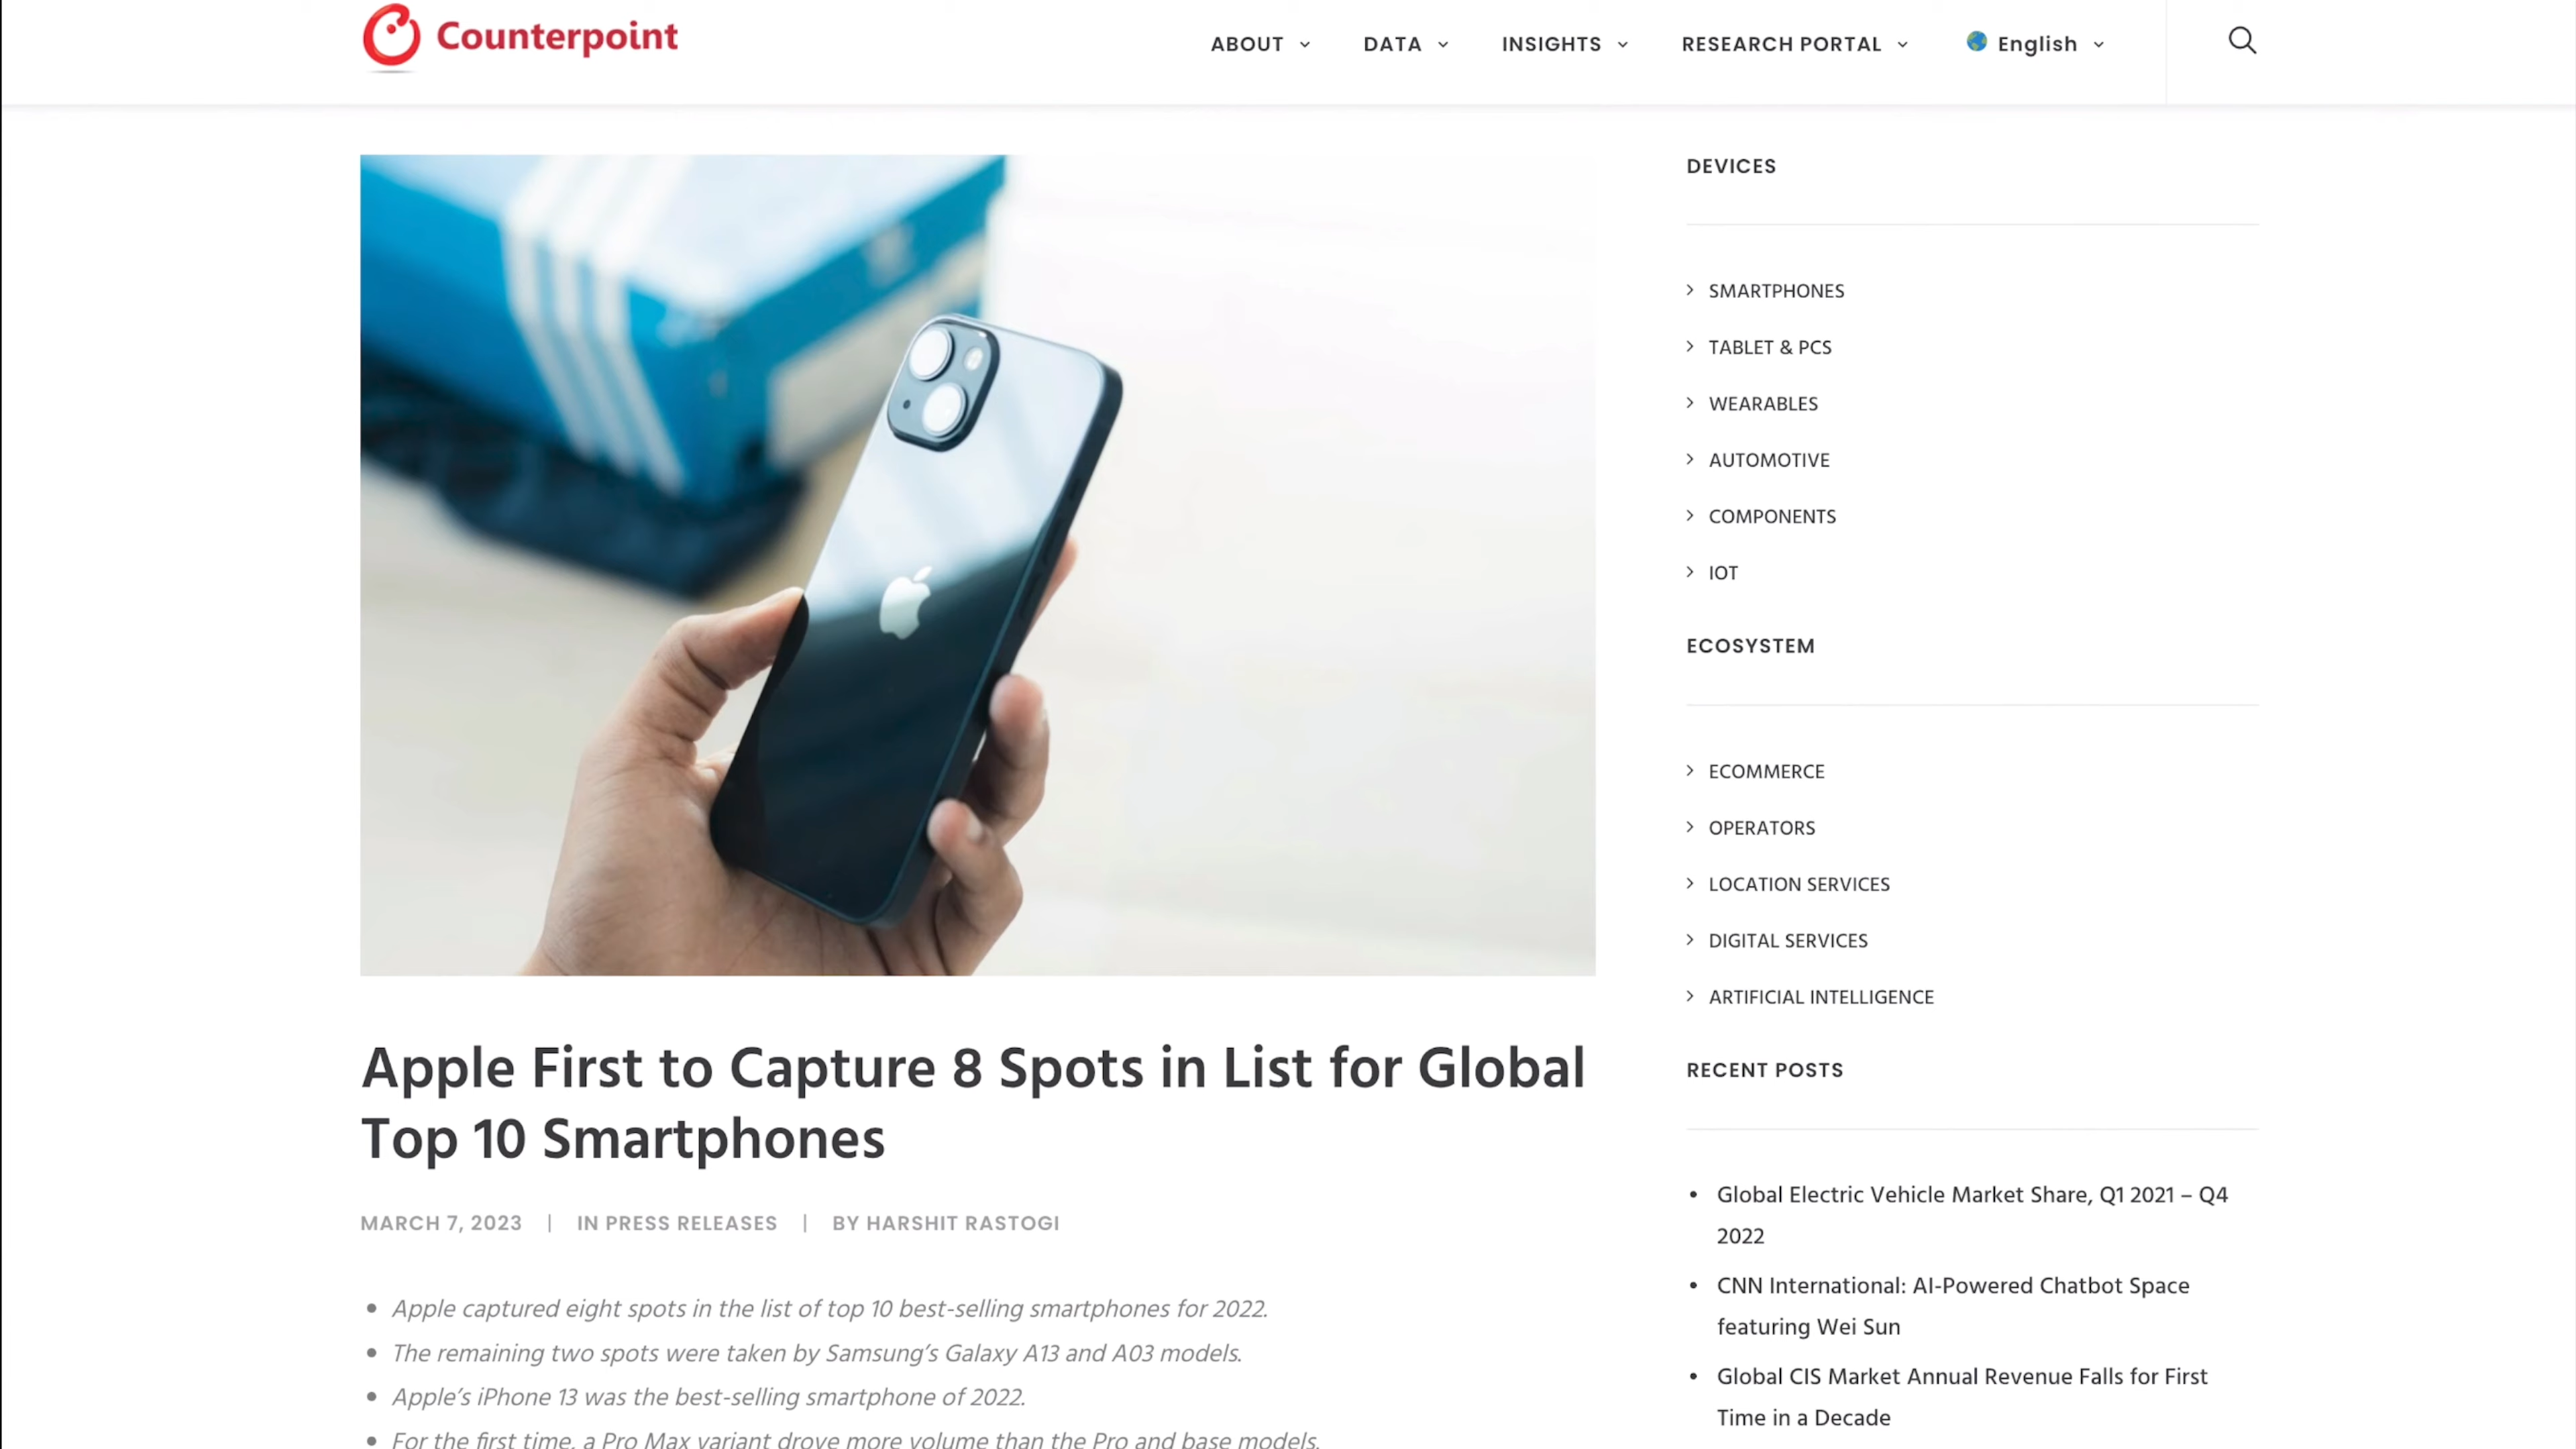 Counterpoint
ABOUT
DATA
INSIGHTS
RESEARCH PORTAL
English
Apple First to Capture 8 Spots in List for Global
Top 10 Smartphones
MARCH 7, 2023 | IN PRESS RELEASES | BY HARSHIT RASTOGI
• Apple captured eight spots in the list of top 10 best-selling smartphones for 2022.
• The remaining two spots were taken by Samsung’s Galaxy A13 and A03 models.
• Apple’s iPhone 13 was the best-selling smartphone of 2022.
• For the first time, a Pro Max variant drove more volume than the Pro and base models.
DEVICES
SMARTPHONES
TABLET & PCS
WEARABLES
AUTOMOTIVE
COMPONENTS
IOT
ECOSYSTEM
ECOMMERCE
OPERATORS
LOCATION SERVICES
DIGITAL SERVICES
ARTIFICIAL INTELLIGENCE
RECENT POSTS
• Global Electric Vehicle Market Share, Q1 2021 – Q4
2022
• CNN International: AI-Powered Chatbot Space
featuring Wei Sun
• Global CIS Market Annual Revenue Falls for First
Time in a Decade